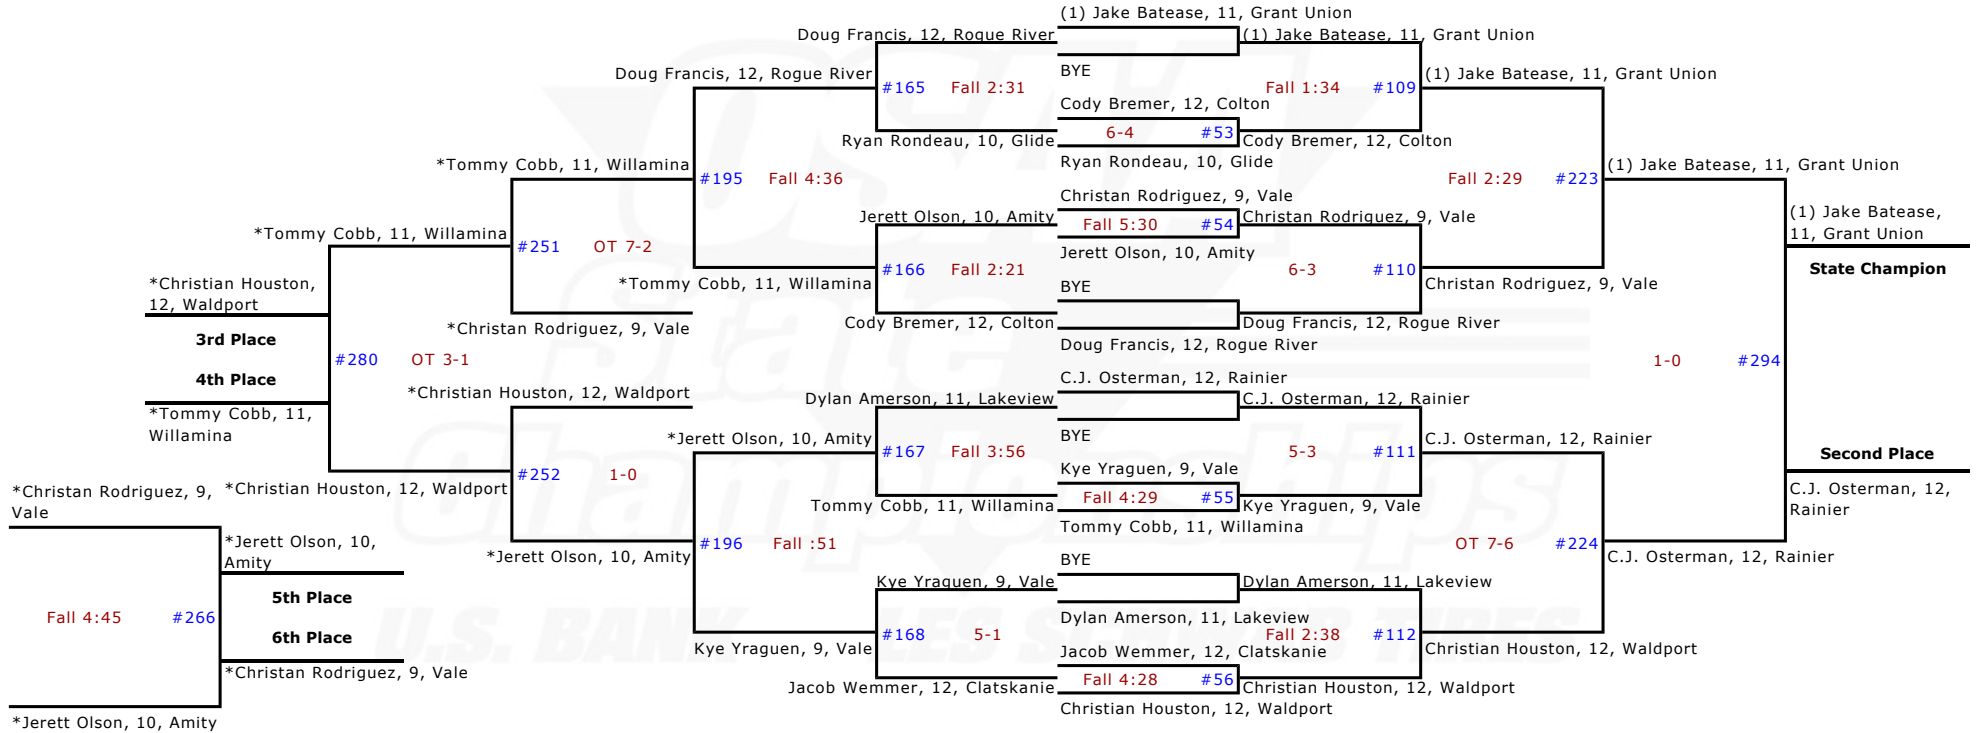 (1) Jake Batease, 11, Grant Union
Doug Francis, 12, Rogue River
(1) Jake Batease, 11, Grant Union
Doug Francis, 12, Rogue River
BYE
(1) Jake Batease, 11, Grant Union
#165 Fall 2:31
Fall 1:34 #109
Cody Bremer, 12, Colton
6-4 #53
Ryan Rondeau, 10, Glide
Cody Bremer, 12, Colton
*Tommy Cobb, 11, Willamina
Ryan Rondeau, 10, Glide
(1) Jake Batease, 11, Grant Union
#195 Fall 4:36
Fall 2:29 #223
Christan Rodriguez, 9, Vale
Jerett Olson, 10, Amity
Fall 5:30 #54
Christan Rodriguez, 9, Vale
(1) Jake Batease,
11, Grant Union
*Tommy Cobb, 11, Willamina
#251 OT 7-2
Jerett Olson, 10, Amity
#166 Fall 2:21
6-3 #110
State Champion
*Christian Houston,
12, Waldport
*Tommy Cobb, 11, Willamina
BYE
Christan Rodriguez, 9, Vale
Cody Bremer, 12, Colton
Doug Francis, 12, Rogue River
*Christan Rodriguez, 9, Vale
3rd Place
Doug Francis, 12, Rogue River
#280 OT 3-1
1-0 #294
4th Place
C.J. Osterman, 12, Rainier
*Christian Houston, 12, Waldport
Dylan Amerson, 11, Lakeview
C.J. Osterman, 12, Rainier
*Tommy Cobb, 11,
Willamina
*Jerett Olson, 10, Amity
BYE
C.J. Osterman, 12, Rainier
#167 Fall 3:56
5-3 #111
Second Place
Kye Yraguen, 9, Vale
#252 1-0
*Christan Rodriguez, 9,
Vale
*Christian Houston, 12, Waldport
C.J. Osterman, 12,
Rainier
Fall 4:29 #55
Tommy Cobb, 11, Willamina
Kye Yraguen, 9, Vale
Tommy Cobb, 11, Willamina
*Jerett Olson, 10,
Amity
#196 Fall :51
OT 7-6 #224
*Jerett Olson, 10, Amity
BYE
C.J. Osterman, 12, Rainier
Kye Yraguen, 9, Vale
Dylan Amerson, 11, Lakeview
5th Place
Fall 4:45 #266
Dylan Amerson, 11, Lakeview
6th Place
#168 5-1
Fall 2:38 #112
Kye Yraguen, 9, Vale
Jacob Wemmer, 12, Clatskanie
Christian Houston, 12, Waldport
*Christan Rodriguez, 9, Vale
Fall 4:28 #56
Jacob Wemmer, 12, Clatskanie
Christian Houston, 12, Waldport
Christian Houston, 12, Waldport
*Jerett Olson, 10, Amity
OSAA
State
Championships
U.S. BANK LES SCHWAB TIRES